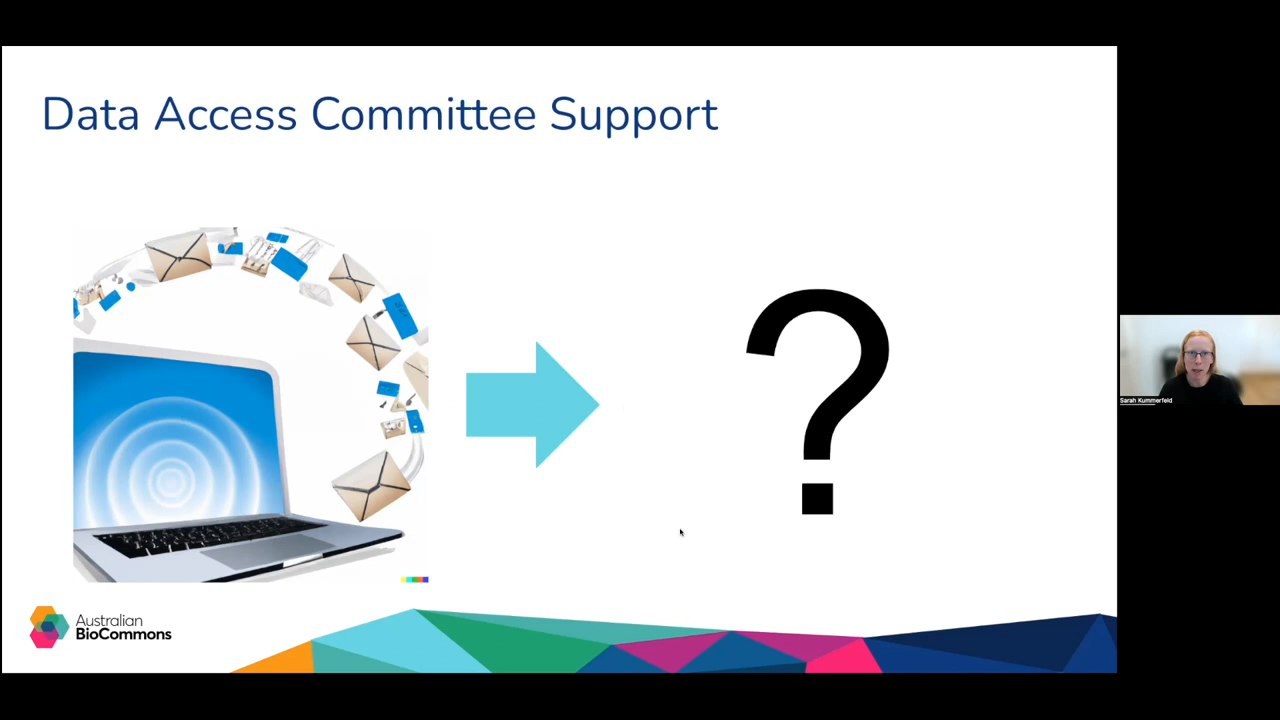 Data Access Committee Support
?
Australian
BioCommons
Sarah Kummerfeld